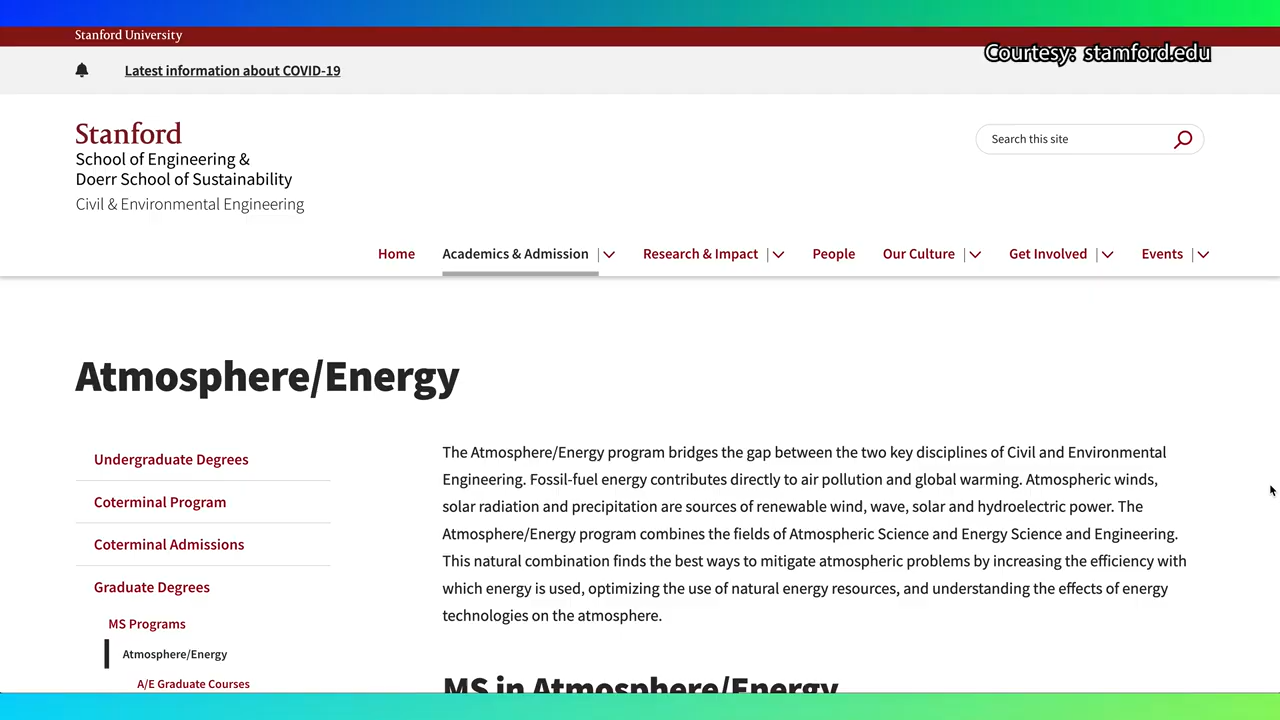 Stanford University
Courtesy: stamford.edu
Latest information about COVID-19
Stanford
School of Engineering &
Doerr School of Sustainability
Civil & Environmental Engineering
Search this site
Home Academics & Admission Research & Impact People Our Culture Get Involved Events
Atmosphere/Energy
Undergraduate Degrees
Coterminal Program
Coterminal Admissions
Graduate Degrees
MS Programs
Atmosphere/Energy
A/E Graduate Courses
The Atmosphere/Energy program bridges the gap between the two key disciplines of Civil and Environmental
Engineering. Fossil-fuel energy contributes directly to air pollution and global warming. Atmospheric winds,
solar radiation and precipitation are sources of renewable wind, wave, solar and hydroelectric power. The
Atmosphere/Energy program combines the fields of Atmospheric Science and Energy Science and Engineering.
This natural combination finds the best ways to mitigate atmospheric problems by increasing the efficiency with
which energy is used, optimizing the use of natural energy resources, and understanding the effects of energy
technologies on the atmosphere.
MS in Atmosphere/Energy